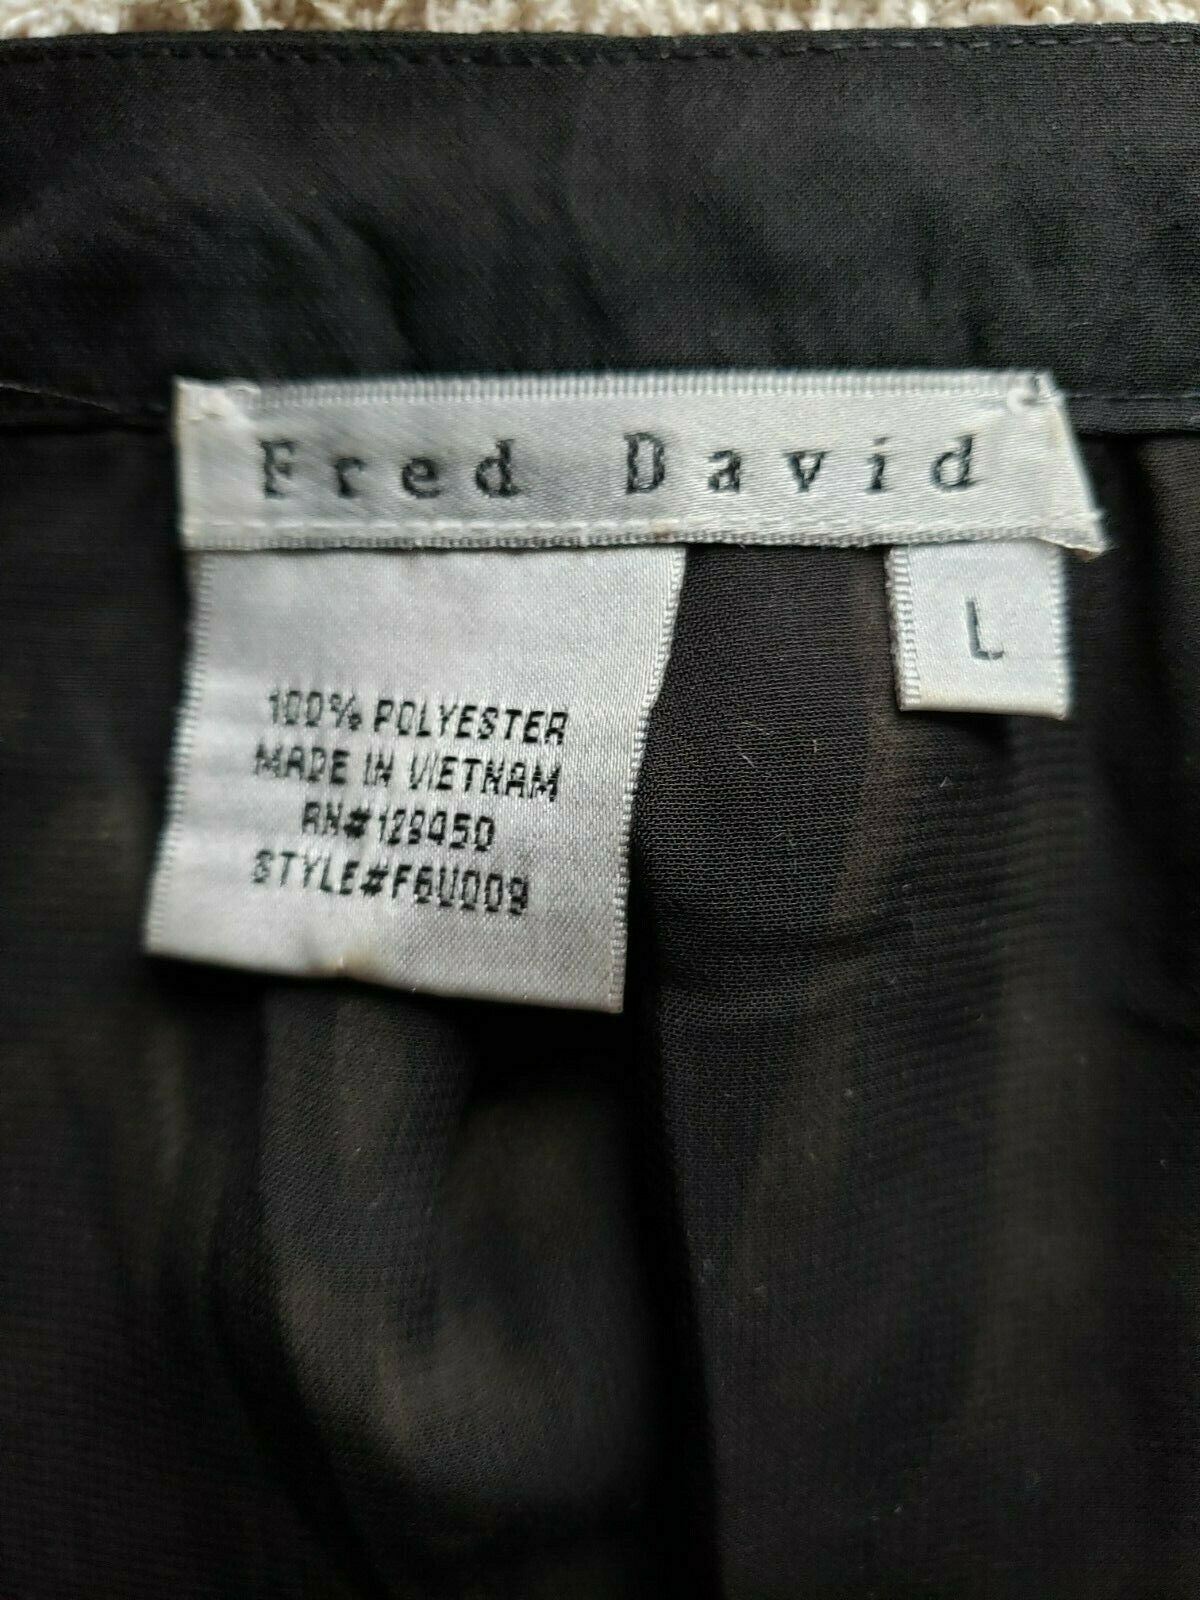 Fred David
L
100% POLYESTER
MADE IN VIETNAM
RN#129450
STYLE#F6U009